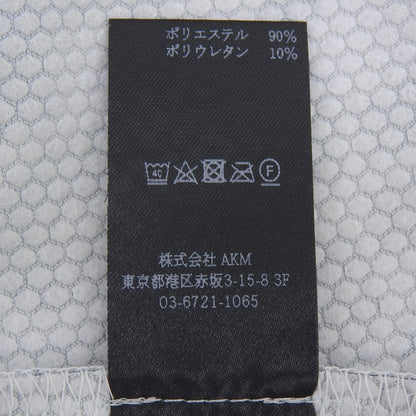 ポリエステル 90%
ポリウレタン 10%
40 F
株式会社 AKM
東京都港区赤坂3-15-8 3F
03-6721-1065